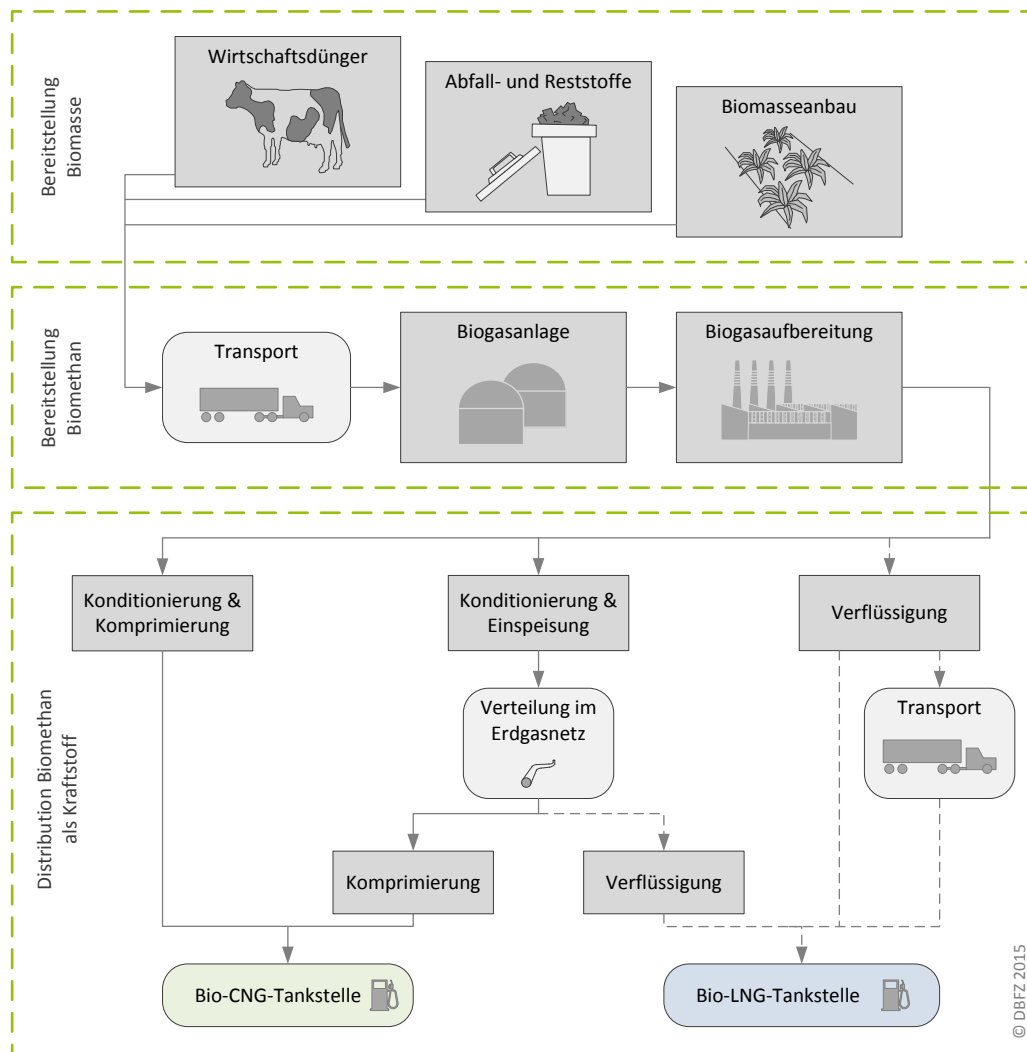 Bereitstellung
Biomasse
Wirtschaftsdünger
Abfall- und Reststoffe
Biomasseanbau
Bereitstellung
Biomethan
Transport
Biogasanlage
Biogasaufbereitung
Distribution Biomethan
als Kraftstoff
Konditionierung &
Komprimierung
Konditionierung &
Einspeisung
Verflüssigung
Verteilung im
Erdgasnetz
Transport
Komprimierung
Verflüssigung
Bio-CNG-Tankstelle
Bio-LNG-Tankstelle
© DBFZ 2015